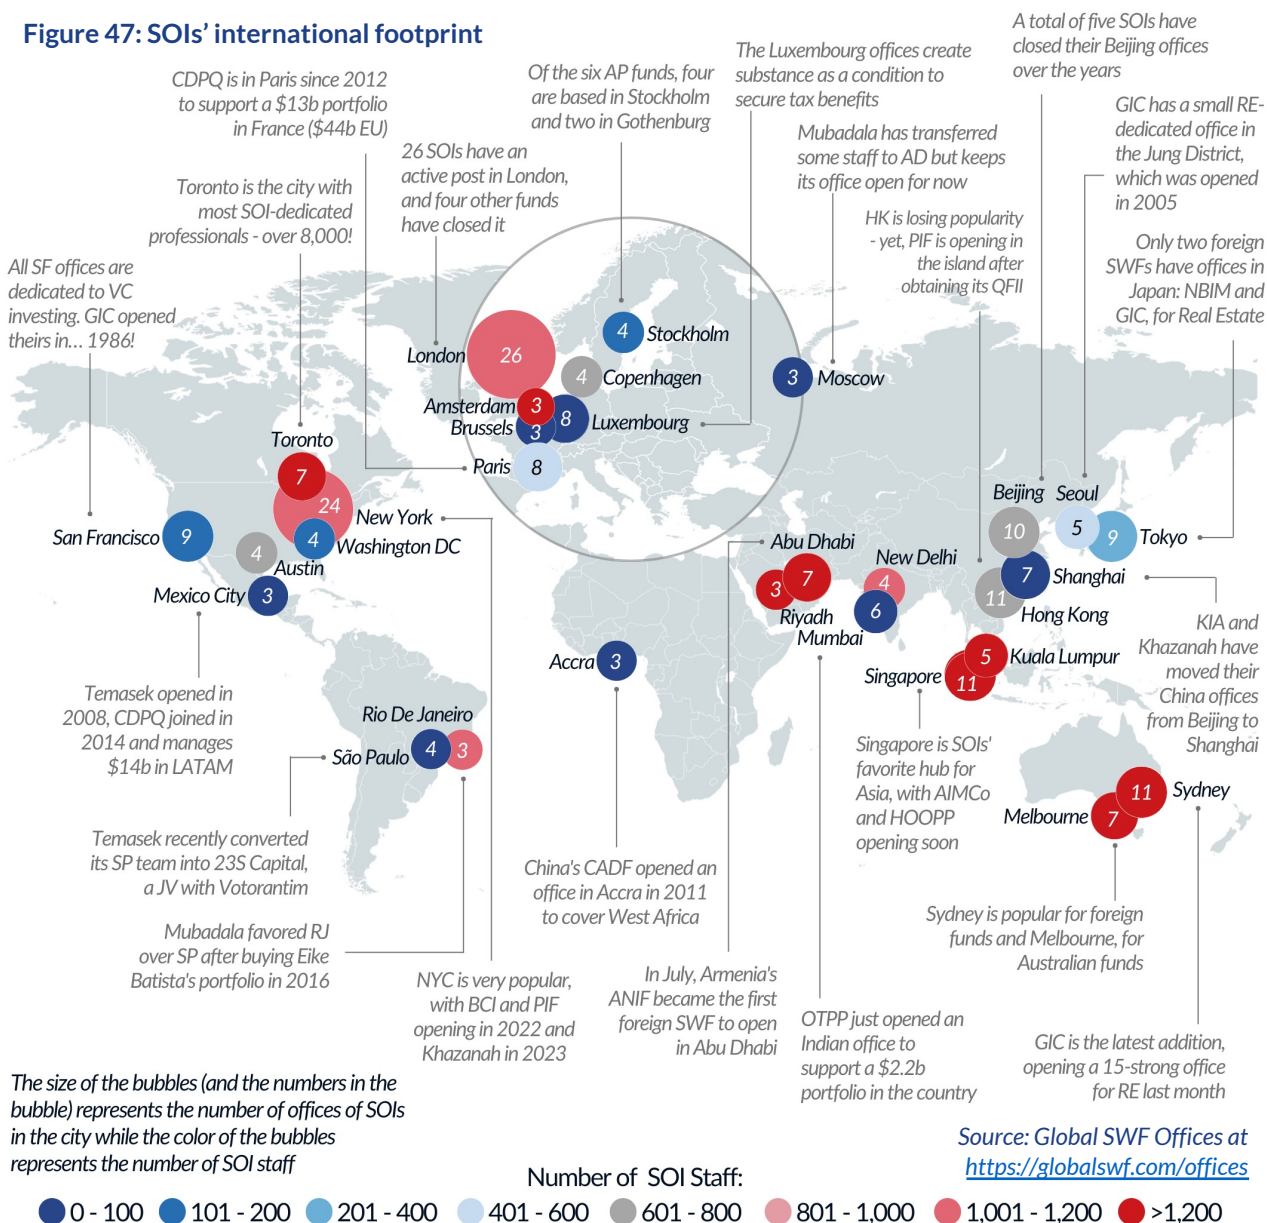 Figure 47: SOIs' international footprint
A total of five SOIs have
closed their Beijing offices
over the years
The Luxembourg offices create
substance as a condition to
secure tax benefits
Of the six AP funds, four
are based in Stockholm
and two in Gothenburg
CDPQ is in Paris since 2012
to support a $13b portfolio
in France ($44b EU)
GIC has a small RE-
dedicated office in
the Jung District,
which was opened
in 2005
Mubadala has transferred
some staff to AD but keeps
its office open for now
26 SOIs have an
active post in London,
and four other funds
have closed it
Toronto is the city with
most SOI-dedicated
professionals - over 8,000!
HK is losing popularity
- yet, PIF is opening in
the island after
obtaining its QFII
Only two foreign
SWFs have offices in
Japan: NBIM and
GIC, for Real Estate
All SF offices are
dedicated to VC
investing. GIC opened
theirs in... 1986!
4 Stockholm
London 26
4 Copenhagen
3 Moscow
Amsterdam 3
Brussels 3
8 Luxembourg
Paris 8
Toronto
7
24 New York
San Francisco 9
4 Washington DC
4
Austin
Mexico City 3
Beijing
10
Seoul
5
9 Tokyo
Abu Dhabi
7
3
Riyadh
New Delhi
4
6
Mumbai
7 Shanghai
11
Hong Kong
Accra 3
5 Kuala Lumpur
Singapore 11
KIA and
Khazanah have
moved their
China offices
from Beijing to
Shanghai
Temasek opened in
2008, CDPQ joined in
2014 and manages
$14b in LATAM
Rio De Janeiro
São Paulo 4
3
Singapore is SOIs'
favorite hub for
Asia, with AIMCo
and HOOPP
opening soon
11 Sydney
Melbourne 7
Temasek recently converted
its SP team into 23S Capital,
a JV with Votorantim
China's CADF opened an
office in Accra in 2011
to cover West Africa
Sydney is popular for foreign
funds and Melbourne, for
Australian funds
Mubadala favored RJ
over SP after buying Eike
Batista's portfolio in 2016
NYC is very popular,
with BCI and PIF
opening in 2022 and
Khazanah in 2023
In July, Armenia's
ANIF became the first
foreign SWF to open
in Abu Dhabi
OTPP just opened an
Indian office to
support a $2.2b
portfolio in the country
GIC is the latest addition,
opening a 15-strong office
for RE last month
The size of the bubbles (and the numbers in the
bubble) represents the number of offices of SOIs
in the city while the color of the bubbles
represents the number of SOI staff
Source: Global SWF Offices at
https://globalswf.com/offices
Number of SOI Staff:
0 - 100 101 - 200 201 - 400 401 - 600 601 - 800 801 - 1,000 1,001 - 1,200 >1,200